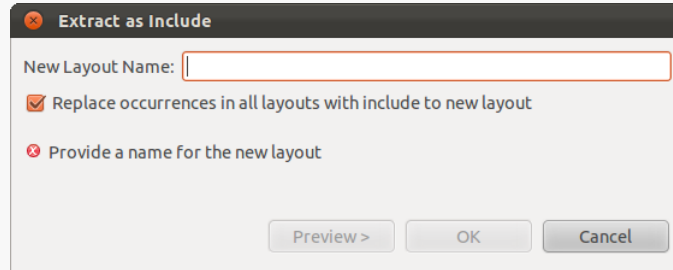 Extract as Include
New Layout Name:
Replace occurrences in all layouts with include to new layout
Provide a name for the new layout
Preview > OK Cancel